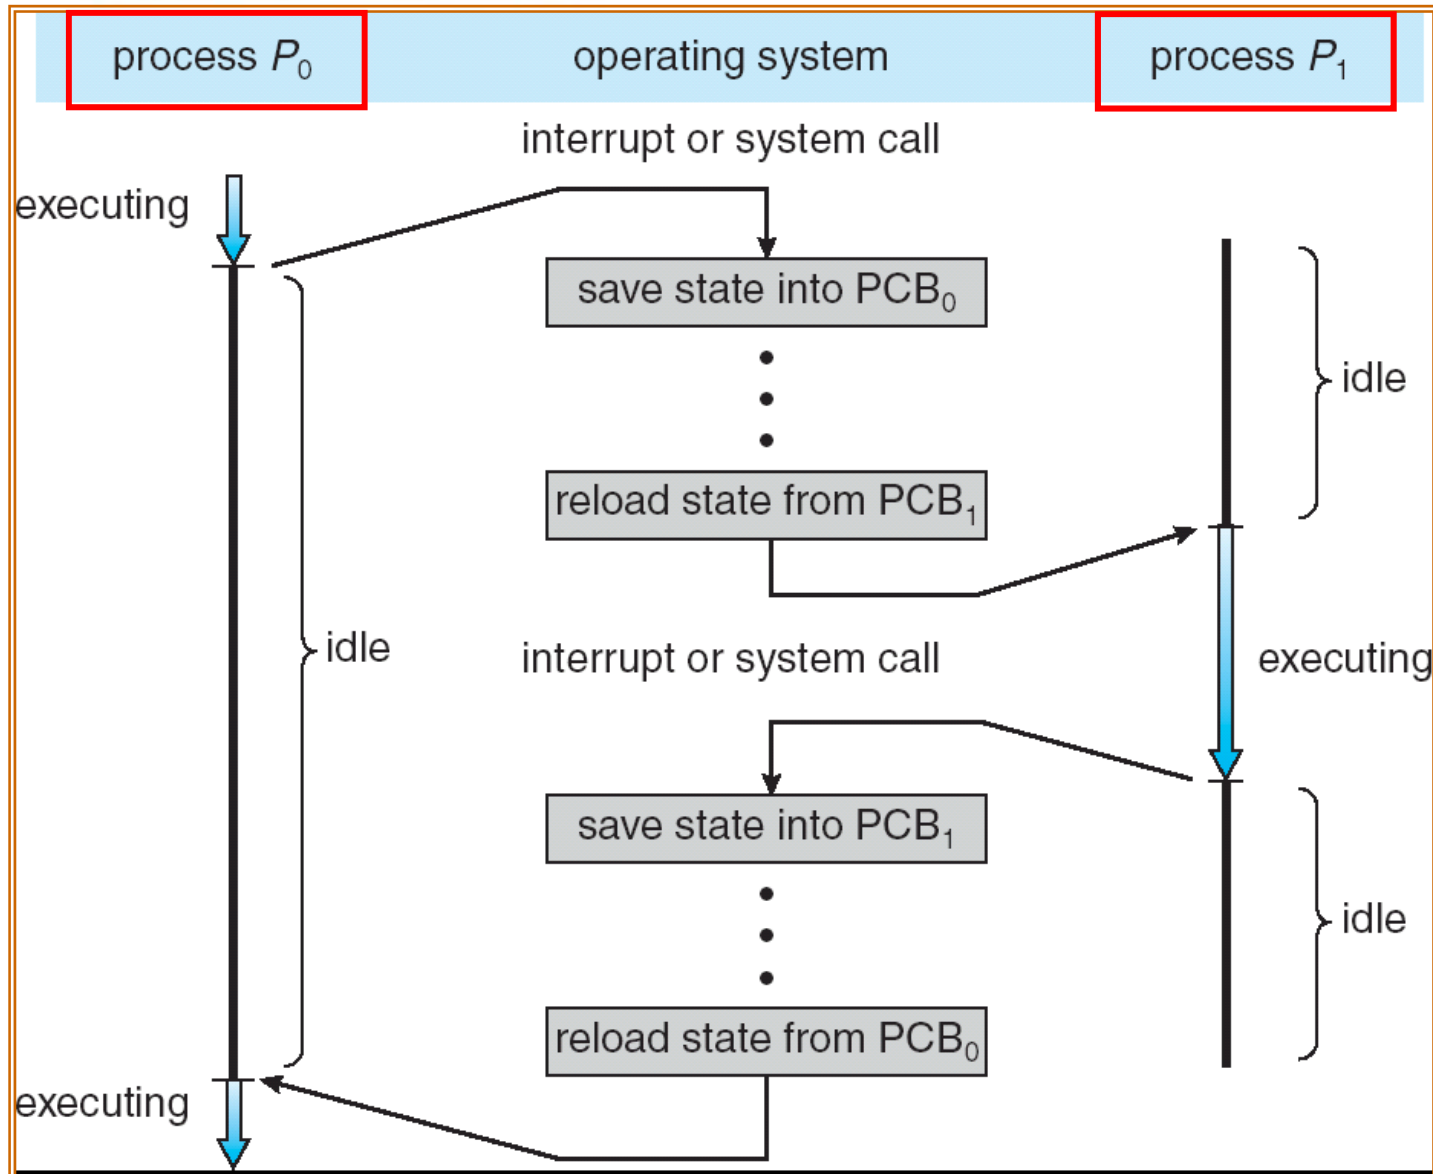 process P₀
operating system
process P₁
interrupt or system call
executing
save state into PCB₀
idle
reload state from PCB₁
idle
interrupt or system call
executing
save state into PCB₁
idle
reload state from PCB₀
executing